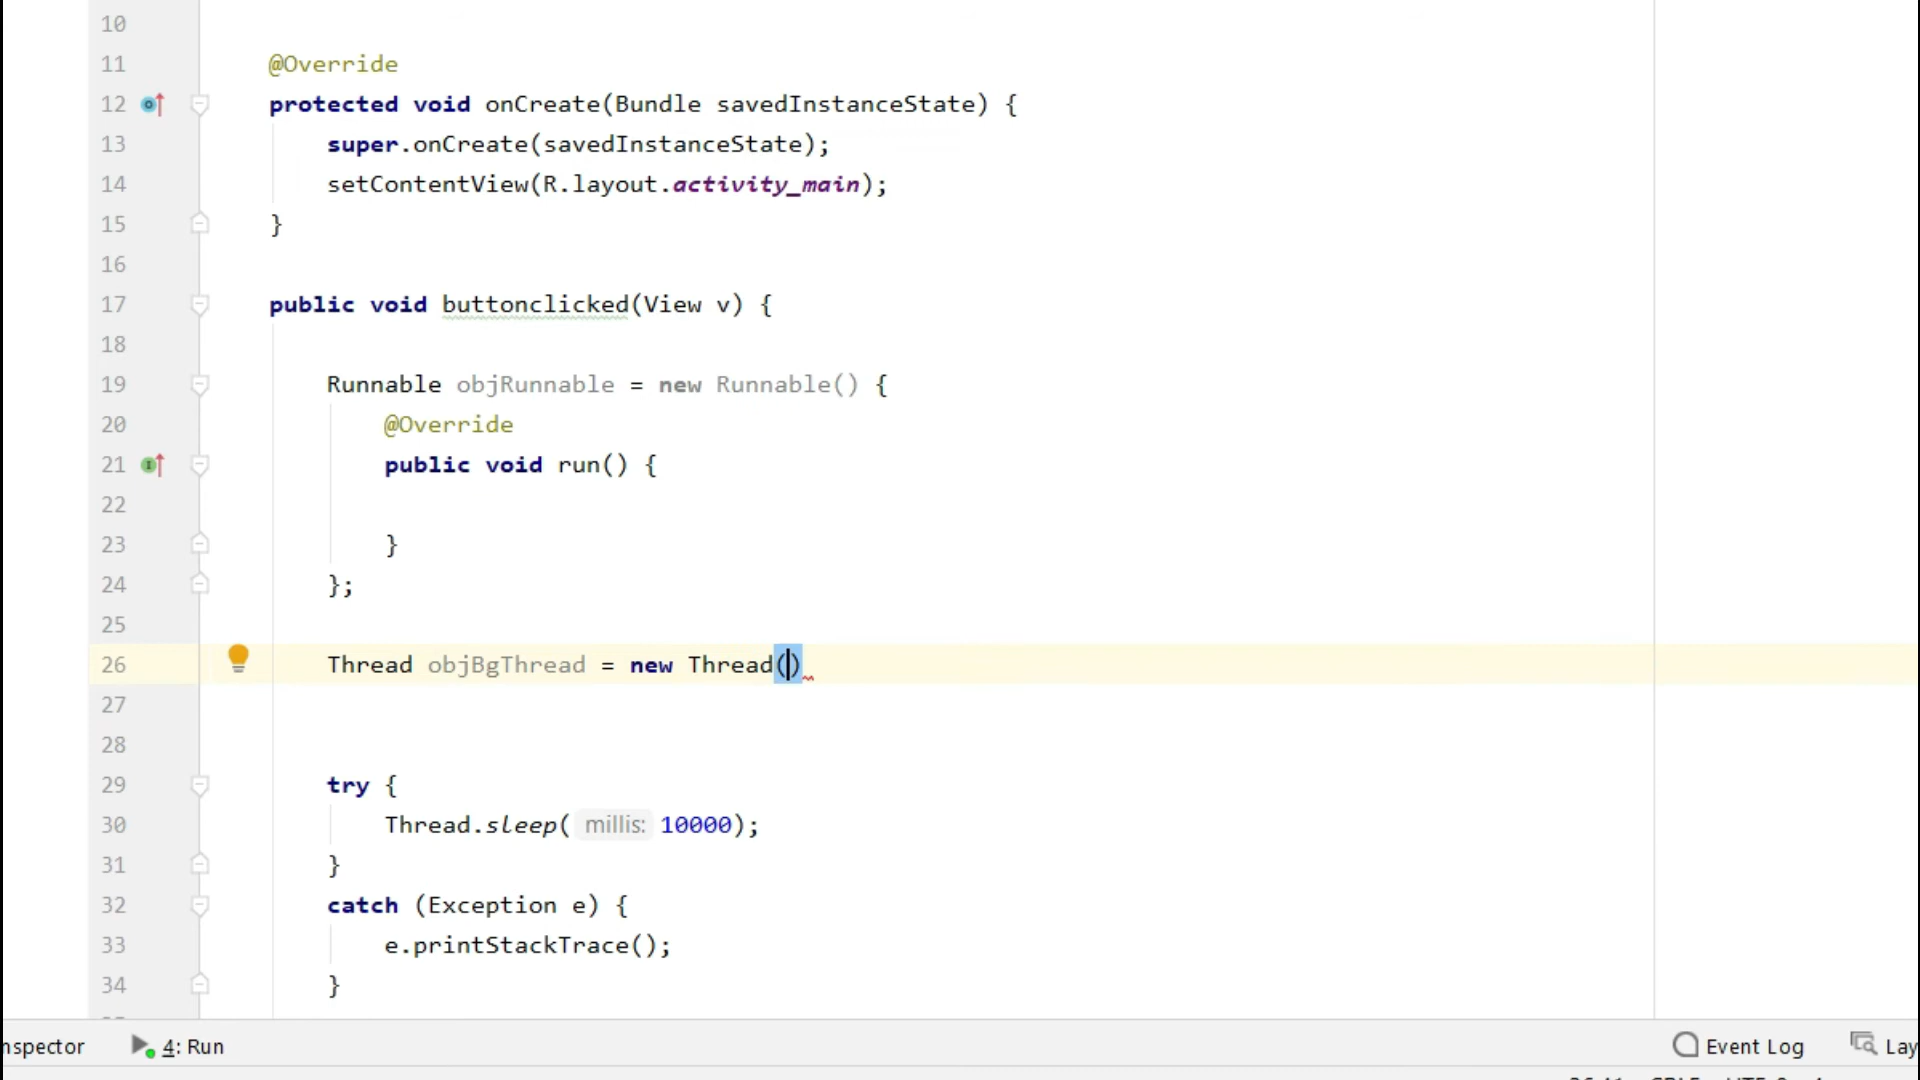 10
11 @Override
12 protected void onCreate(Bundle savedInstanceState) {
13 super.onCreate(savedInstanceState);
14 setContentView(R.layout.activity_main);
15 }
16
17 public void buttonclicked(View v) {
18
19 Runnable objRunnable = new Runnable() {
20 @Override
21 public void run() {
22
23 }
24 };
25
26 Thread objBgThread = new Thread()
27
28
29 try {
30 Thread.sleep( millis: 10000);
31 }
32 catch (Exception e) {
33 e.printStackTrace();
34 }
nspector 4: Run Event Log Lay